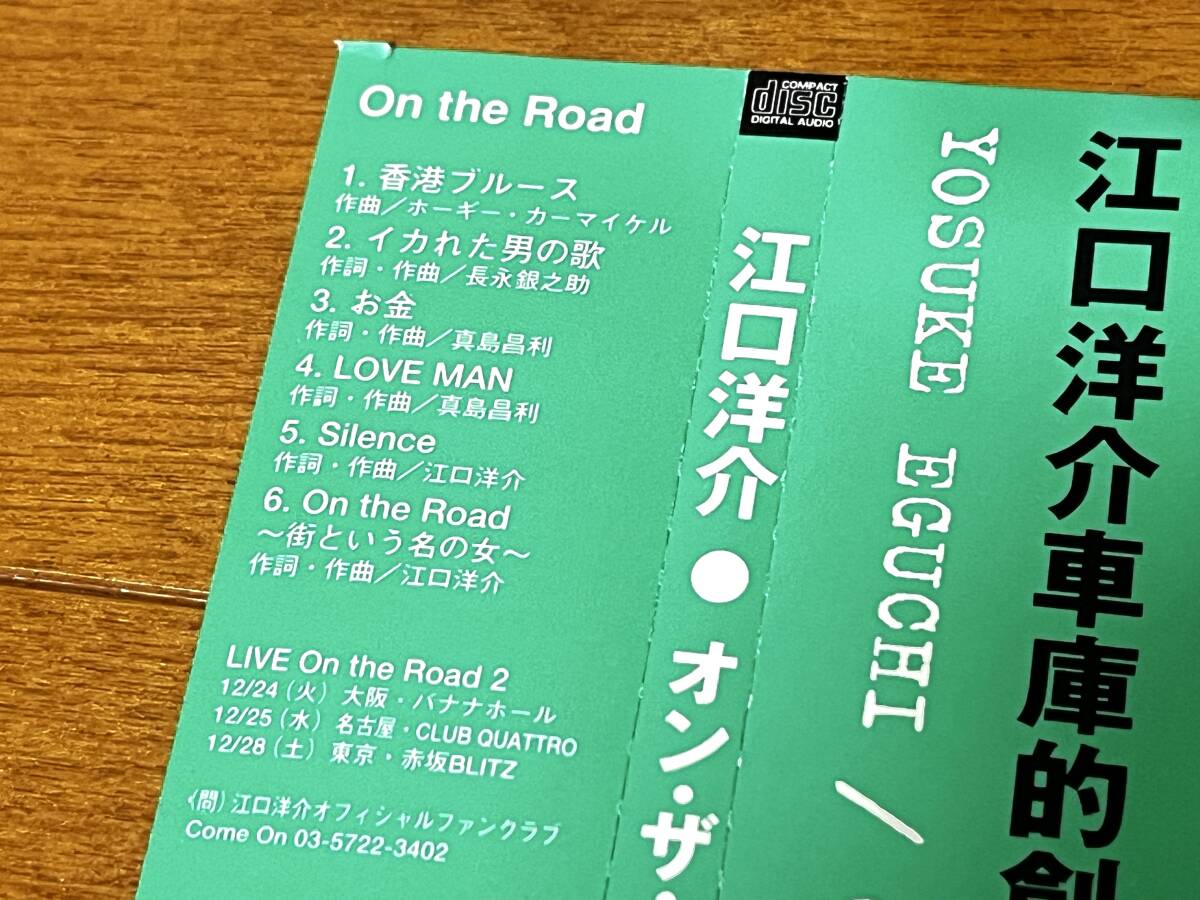 On the Road
1. 香港ブルース
作曲／ホーギー・カーマイケル
2. イカれた男の歌
作詞・作曲／長永銀之助
3. お金
作詞・作曲／真島昌利
4. LOVE MAN
作詞・作曲／真島昌利
5. Silence
作詞・作曲／江口洋介
6. On the Road
〜街という名の女〜
作詞・作曲／江口洋介
LIVE On the Road 2
12/24（火）大阪・バナナホール
12/25（水）名古屋・CLUB QUATTRO
12/28（土）東京・赤坂BLITZ
（問）江口洋介オフィシャルファンクラブ
Come On 03-5722-3402
COMPACT
disc
DIGITAL AUDIO
江口洋介●オン・ザ・
YOSUKE EGUCHI /
江口洋介車庫的創